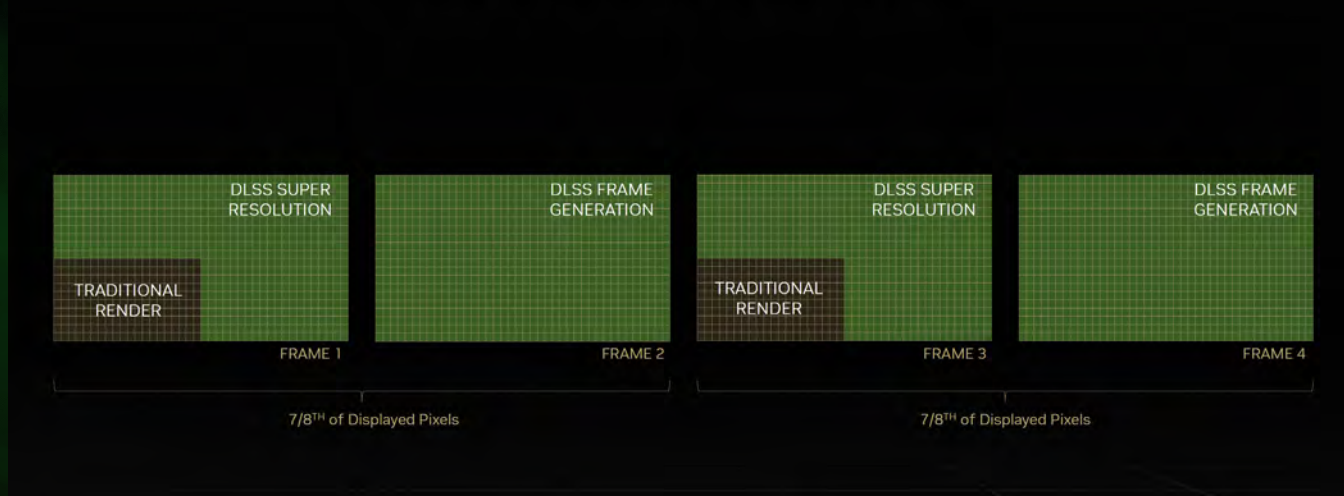 DLSS SUPER
RESOLUTION
TRADITIONAL
RENDER
FRAME 1
DLSS FRAME
GENERATION
FRAME 2
DLSS SUPER
RESOLUTION
TRADITIONAL
RENDER
FRAME 3
DLSS FRAME
GENERATION
FRAME 4
7/8TH of Displayed Pixels
7/8TH of Displayed Pixels